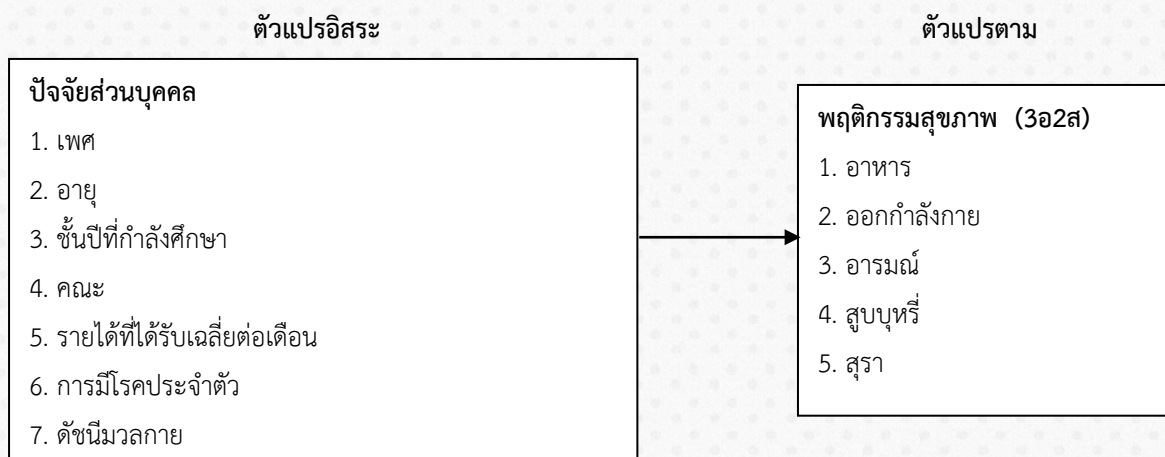 ตัวแปรอิสระ
ตัวแปรตาม
ปัจจัยส่วนบุคคล
1. เพศ
2. อายุ
3. ชั้นปีที่กำลังศึกษา
4. คณะ
5. รายได้ที่ได้รับเฉลี่ยต่อเดือน
6. การมีโรคประจำตัว
7. ดัชนีมวลกาย
พฤติกรรมสุขภาพ (3อ2ส)
1. อาหาร
2. ออกกำลังกาย
3. อารมณ์
4. สูบบุหรี่
5. สุรา